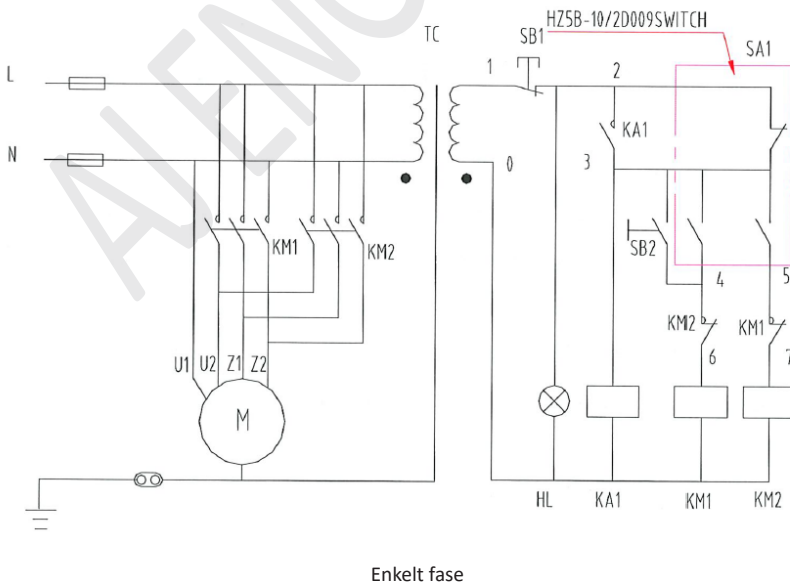 HZ5B-10/2D009SWITCH
TC
SB1
SA1
L
1
2
KA1
N
0
3
KM1
KM2
SB2
4
5
KM2
KM1
6
7
U1 U2 Z1 Z2
M
HL
KA1
KM1
KM2
Enkelt fase